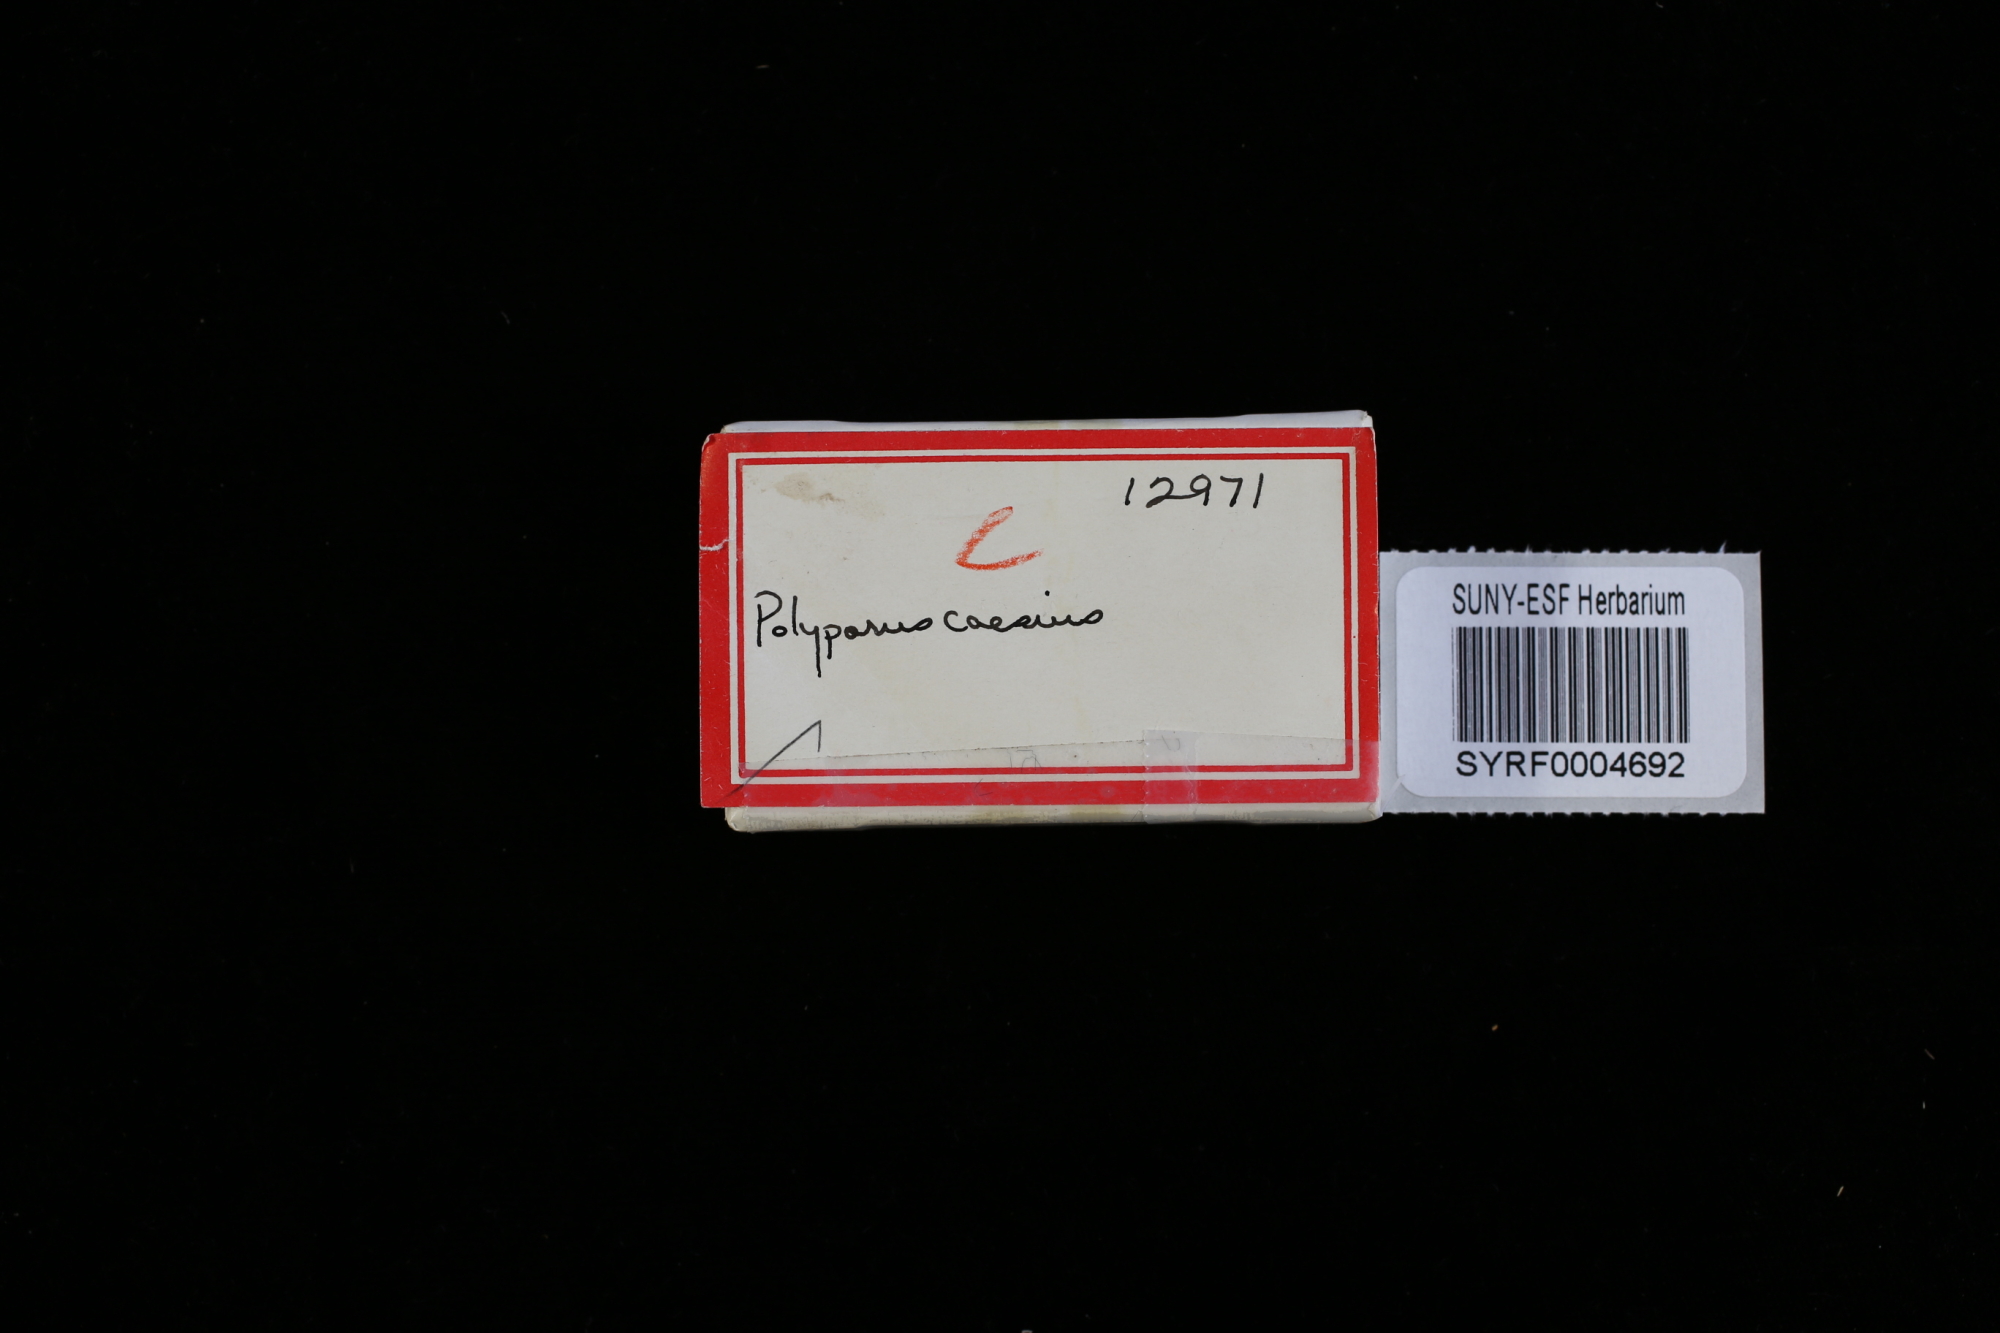 12971
C
Polyporus caesius
SUNY-ESF Herbarium
SYRF0004692